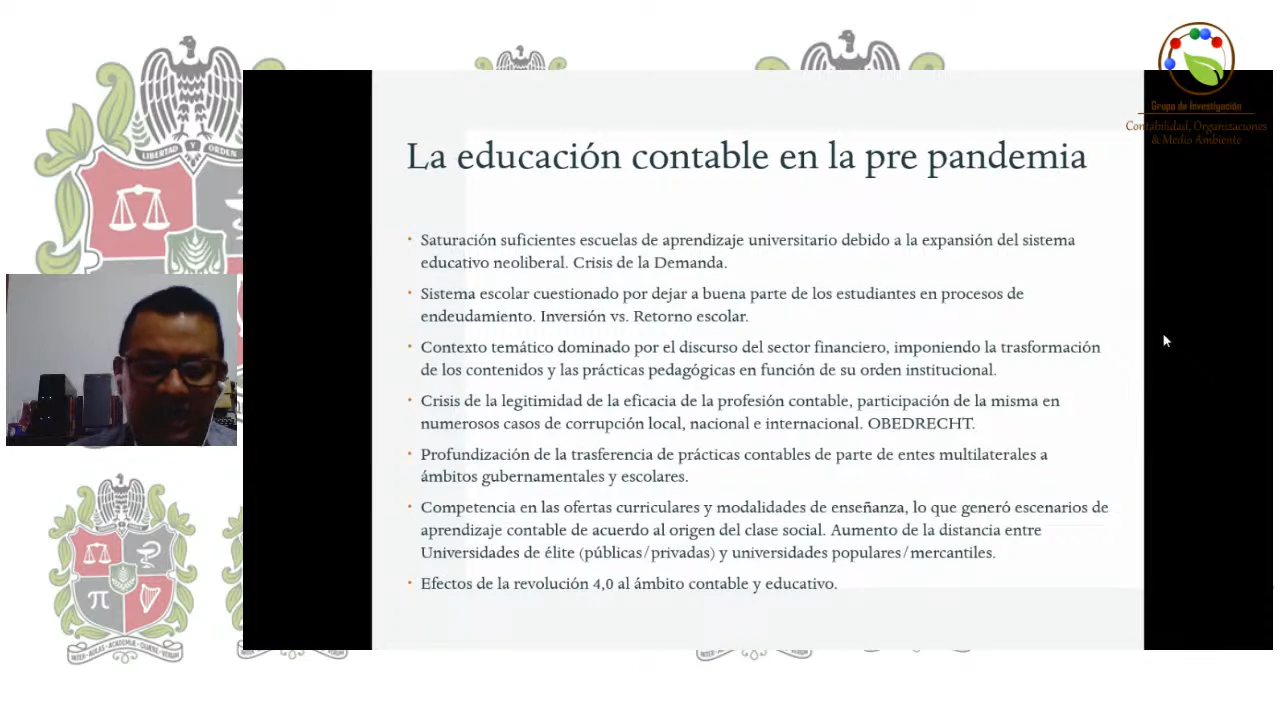 Grupo de Investigación
Contabilidad, Organizaciones
& Medio Ambiente
LIBERTAD Y ORDEN
La educación contable en la pre pandemia
• Saturación suficientes escuelas de aprendizaje universitario debido a la expansión del sistema
educativo neoliberal. Crisis de la Demanda.
• Sistema escolar cuestionado por dejar a buena parte de los estudiantes en procesos de
endeudamiento. Inversión vs. Retorno escolar.
• Contexto temático dominado por el discurso del sector financiero, imponiendo la trasformación
de los contenidos y las prácticas pedagógicas en función de su orden institucional.
• Crisis de la legitimidad de la eficacia de la profesión contable, participación de la misma en
numerosos casos de corrupción local, nacional e internacional. OBEDRECHT.
• Profundización de la trasferencia de prácticas contables de parte de entes multilaterales a
ámbitos gubernamentales y escolares.
• Competencia en las ofertas curriculares y modalidades de enseñanza, lo que generó escenarios de
aprendizaje contable de acuerdo al origen del clase social. Aumento de la distancia entre
Universidades de élite (públicas/privadas) y universidades populares/mercantiles.
• Efectos de la revolución 4,0 al ámbito contable y educativo.
INTER-AULAS-ACADEMIÆ-QUÆRE-VERUM